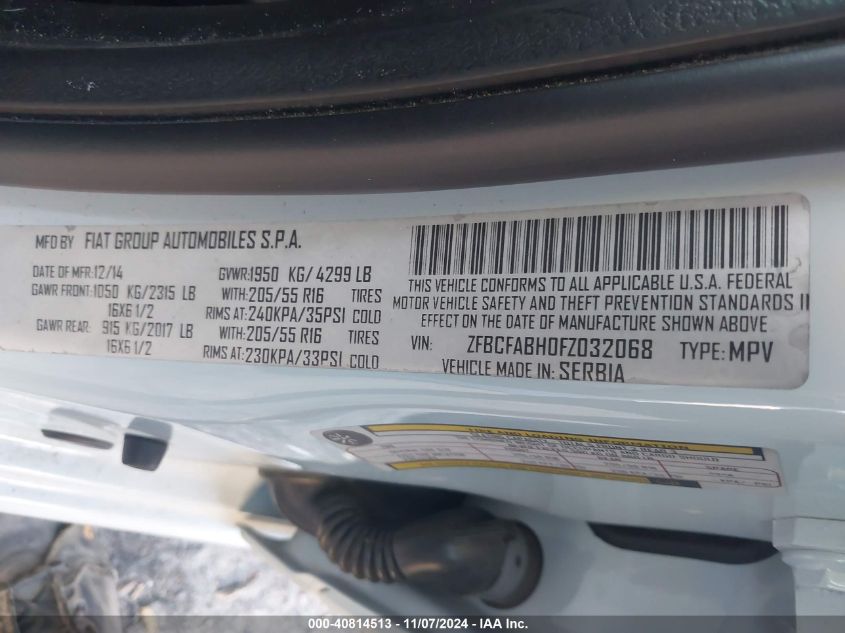 MFD BY FIAT GROUP AUTOMOBILES S.P.A.
DATE OF MFR: 12/14 GVWR: 1950 KG/ 4299 LB
GAWR FRONT: 1050 KG/2315 LB WITH: 205/55 R16 TIRES
16X6 1/2 RIMS AT: 240KPA/35PSI COLD
GAWR REAR: 915 KG/2017 LB WITH: 205/55 R16 TIRES
16X6 1/2 RIMS AT: 230KPA/33PSI COLD
THIS VEHICLE CONFORMS TO ALL APPLICABLE U.S.A. FEDERAL
MOTOR VEHICLE SAFETY AND THEFT PREVENTION STANDARDS II
EFFECT ON THE DATE OF MANUFACTURE SHOWN ABOVE
VIN: ZFBCFABH0FZ032068 TYPE: MPV
VEHICLE MADE IN: SERBIA
TIRE AND LOADING INFORMATION
000-40814513 - 11/07/2024 - IAA Inc.